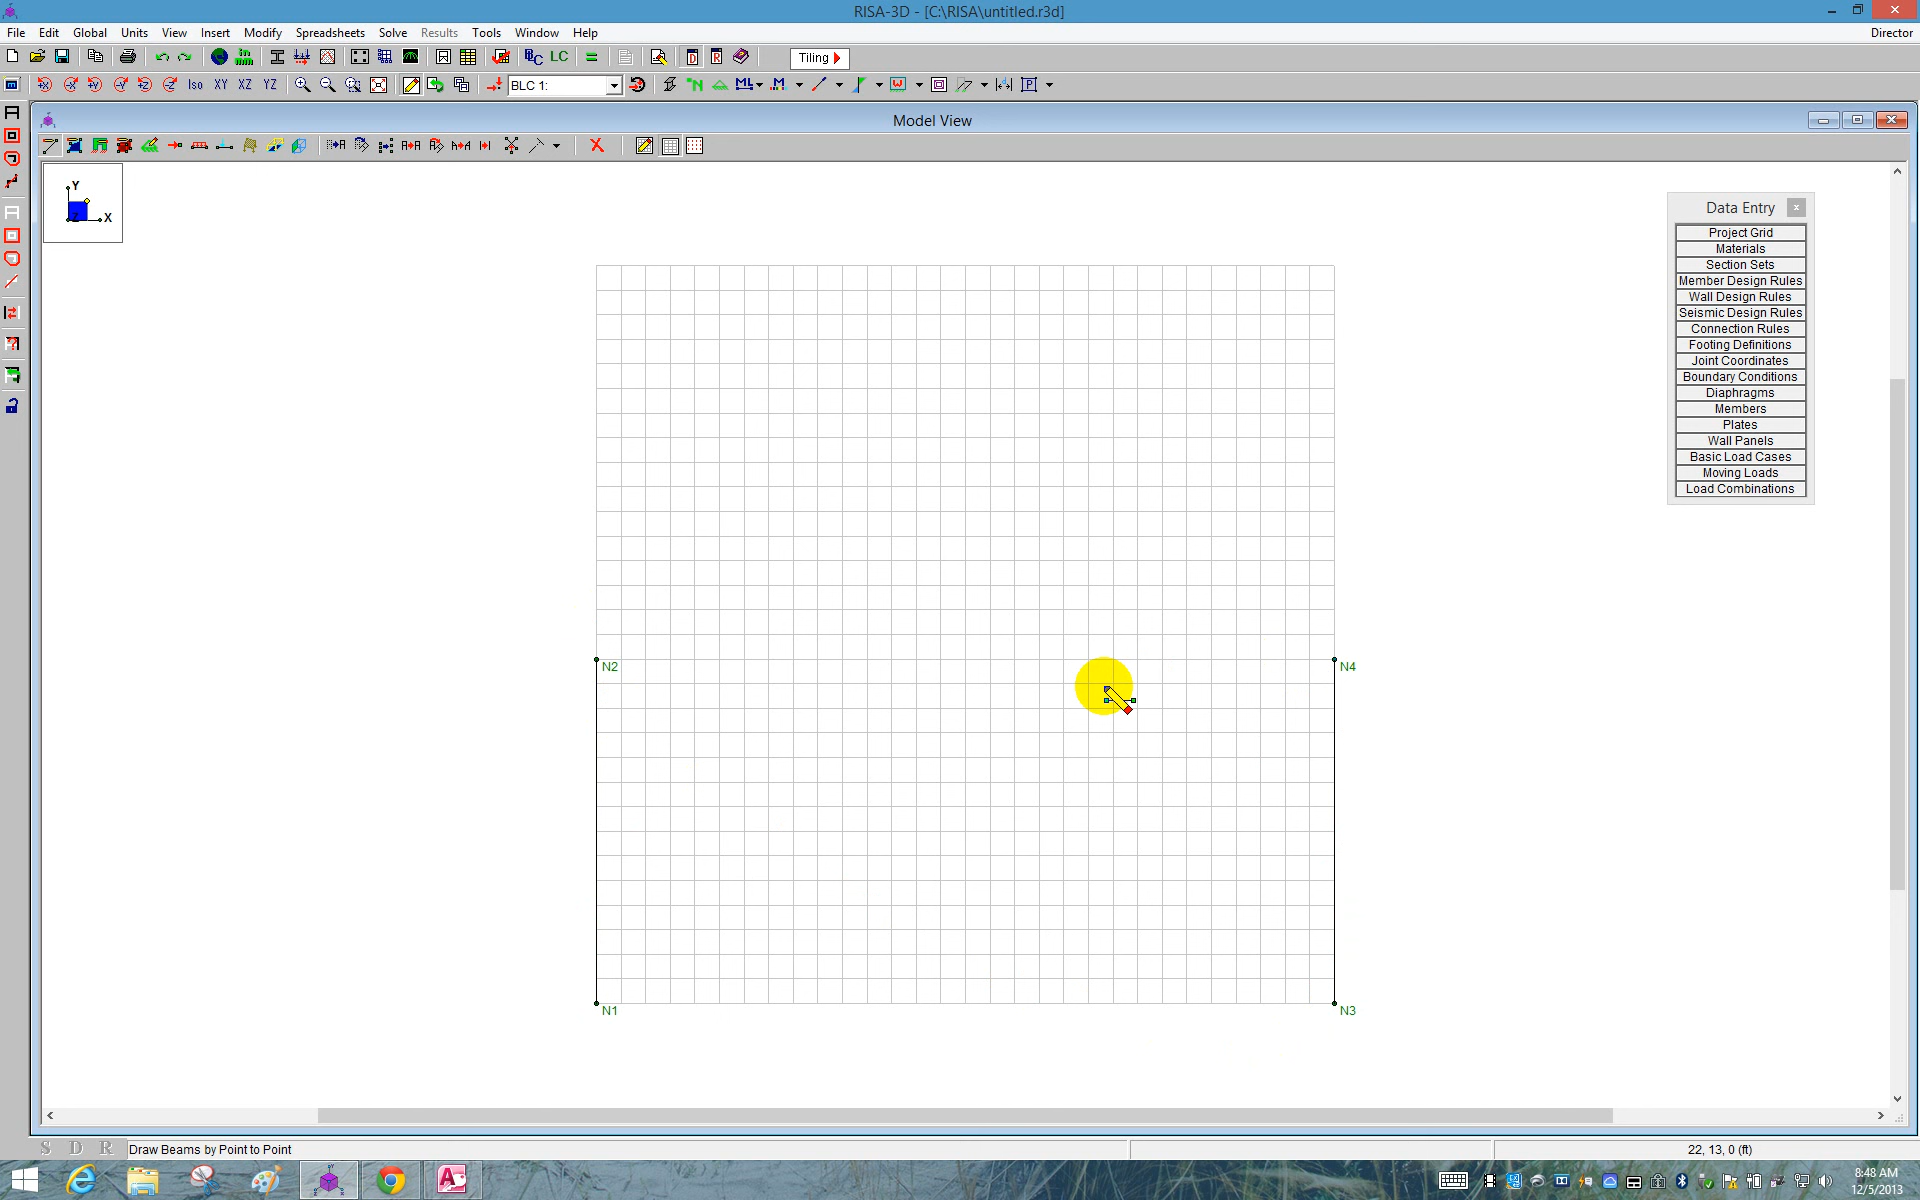 RISA-3D - [C:\RISA\untitled.r3d]
File Edit Global Units View Insert Modify Spreadsheets Solve Results Tools Window Help Director
BC LC D R Tiling
Iso XY XZ YZ BLC 1: N ML M W P
Model View
Y
Z X
Data Entry
Project Grid
Materials
Section Sets
Member Design Rules
Wall Design Rules
Seismic Design Rules
Connection Rules
Footing Definitions
Joint Coordinates
Boundary Conditions
Diaphragms
Members
Plates
Wall Panels
Basic Load Cases
Moving Loads
Load Combinations
N2 N4
N1 N3
S D R Draw Beams by Point to Point 22, 13, 0 (ft)
8:48 AM
12/5/2013